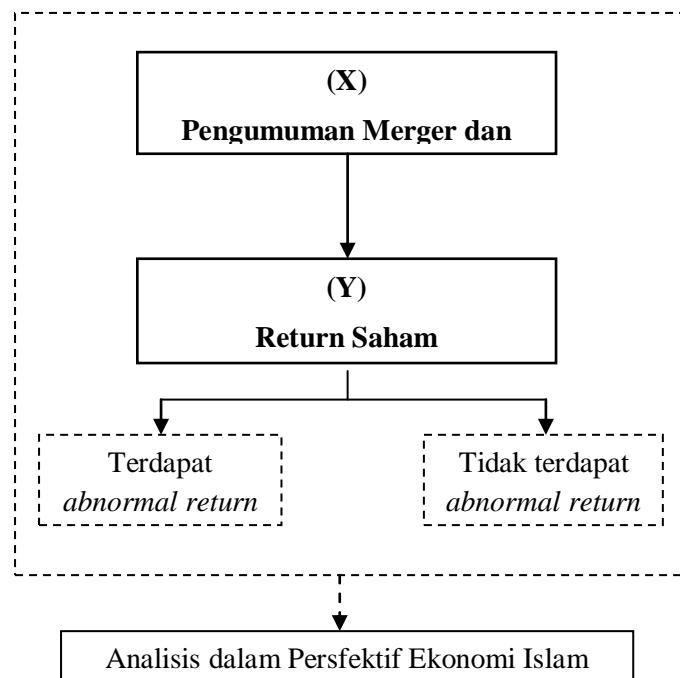 (X)
Pengumuman Merger dan
(Y)
Return Saham
Terdapat
abnormal return
Tidak terdapat
abnormal return
Analisis dalam Persfektif Ekonomi Islam